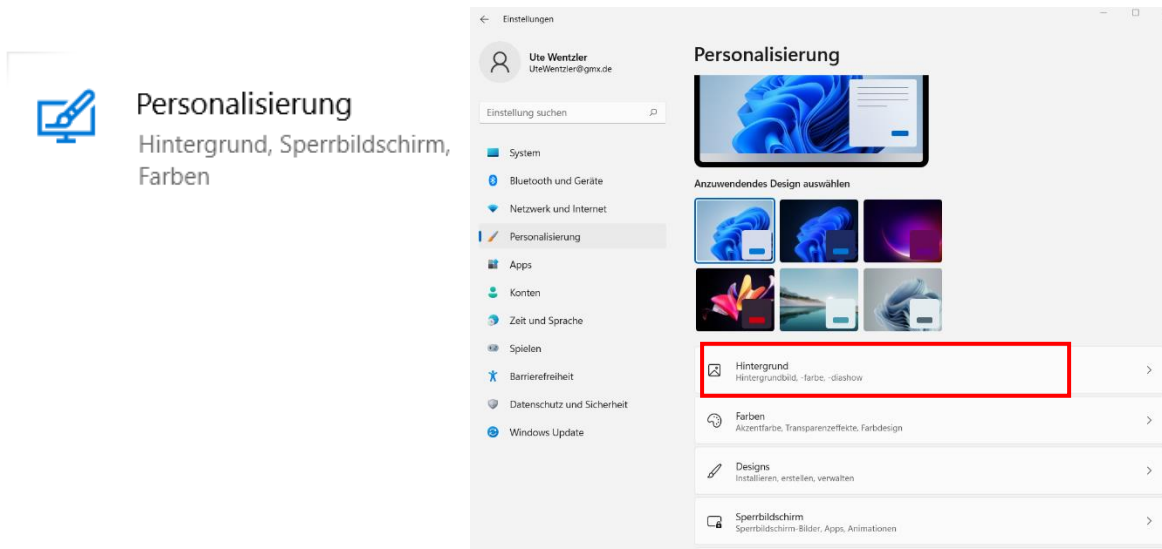 Personalisierung
Hintergrund, Sperrbildschirm,
Farben
Einstellungen
Ute Wentzler
UteWentzler@gmx.de
Einstellung suchen
System
Bluetooth und Geräte
Netzwerk und Internet
Personalisierung
Apps
Konten
Zeit und Sprache
Spielen
Barrierefreiheit
Datenschutz und Sicherheit
Windows Update
Personalisierung
Anzuwendendes Design auswählen
Hintergrund
Hintergrundbild, -farbe, -diashow
Farben
Akzentfarbe, Transparenzeffekte, Farbdesign
Designs
Installieren, erstellen, verwalten
Sperrbildschirm
Sperrbildschirm-Bilder, Apps, Animationen